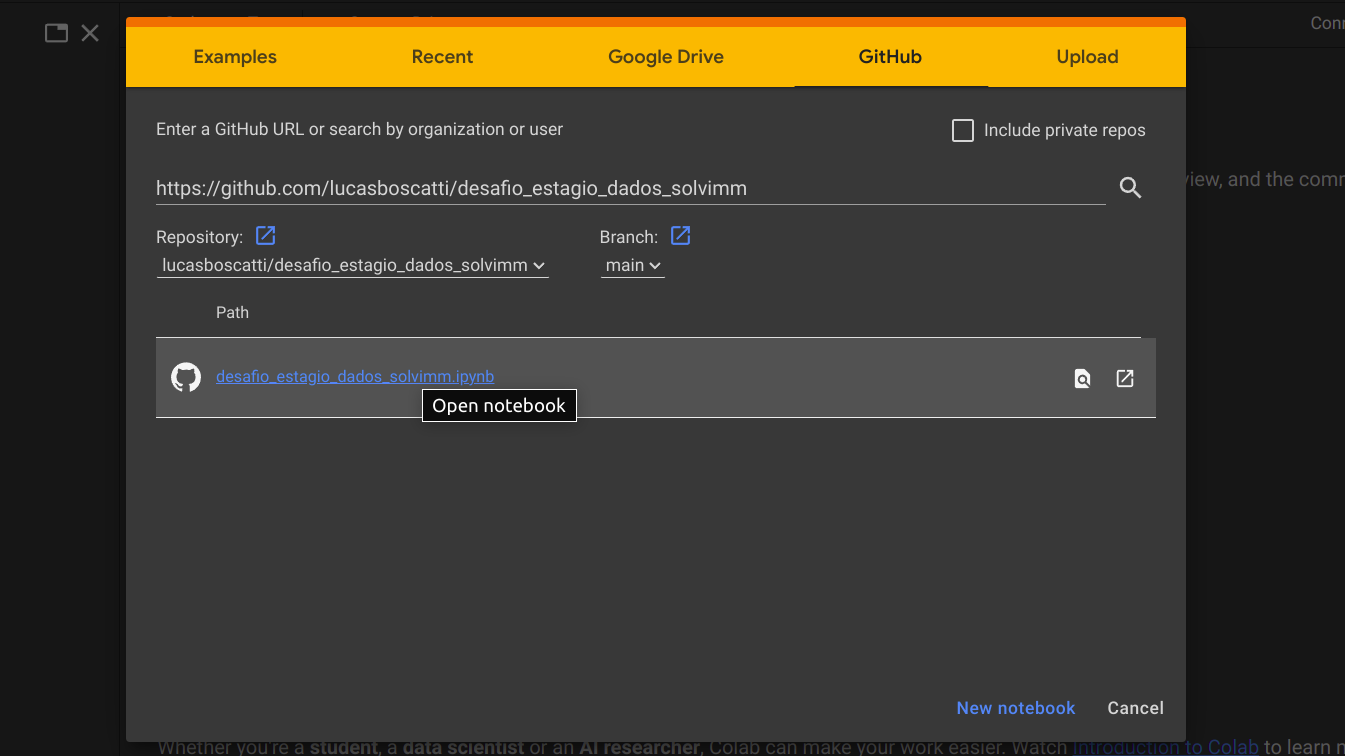 Conn
Examples Recent Google Drive GitHub Upload
Enter a GitHub URL or search by organization or user
Include private repos
https://github.com/lucasboscatti/desafio_estagio_dados_solvimm
view, and the comm
Repository: Branch:
lucasboscatti/desafio_estagio_dados_solvimm main
Path
desafio_estagio_dados_solvimm.ipynb
Open notebook
New notebook Cancel
Whether you're a student, a data scientist or an AI researcher, Colab can make your work easier. Watch Introduction to Colab to learn